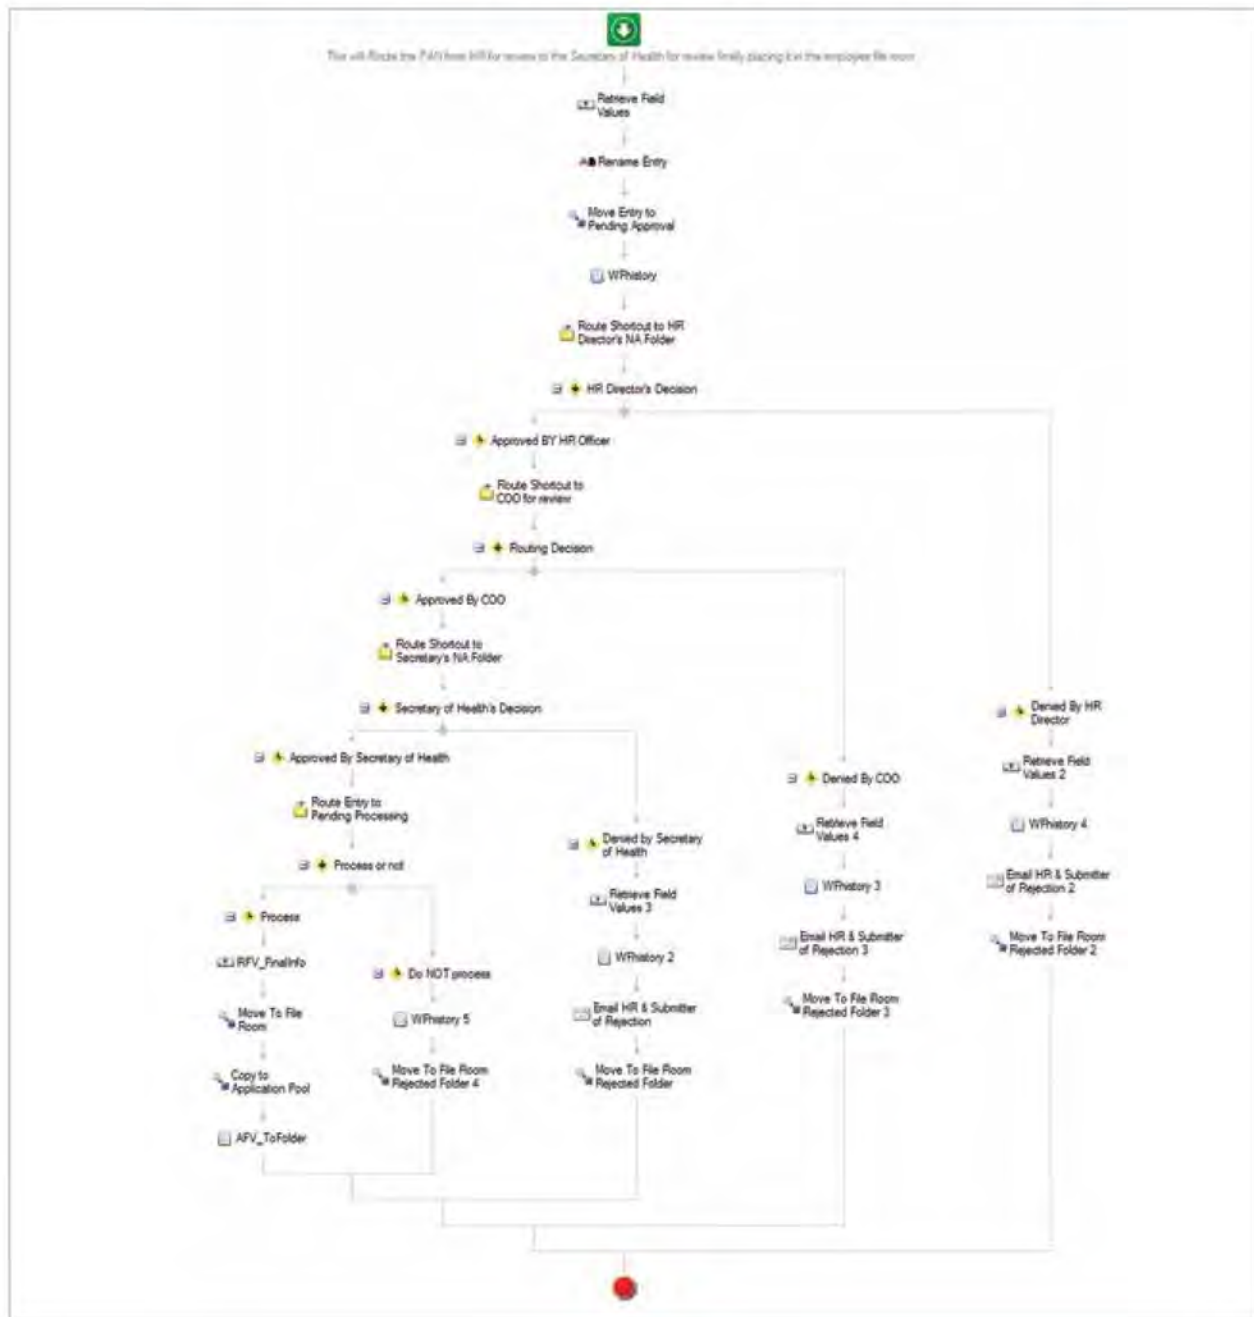 This will Route the PAN from HR for review to the Secretary of Health for review finally placing it in the employee file room
Retrieve Field
Values
Rename Entry
Move Entry to
Pending Approval
WFhistory
Route Shortcut to HR
Director's NA Folder
HR Director's Decision
Approved BY HR Officer
Route Shortcut to
COO for review
Routing Decision
Approved By COO
Route Shortcut to
Secretary's NA Folder
Secretary of Health's Decision
Approved By Secretary of Health
Route Entry to
Pending Processing
Process or not
Process
RFV_FinalInfo
Move To File
Room
Copy to
Application Pool
AFV_ToFolder
Do NOT process
WFhistory 5
Move To File Room
Rejected Folder 4
Denied by Secretary
of Health
Retrieve Field
Values 3
WFhistory 2
Email HR & Submitter
of Rejection
Move To File Room
Rejected Folder
Denied By COO
Retrieve Field
Values 4
WFhistory 3
Email HR & Submitter
of Rejection 3
Move To File Room
Rejected Folder 3
Denied By HR
Director
Retrieve Field
Values 2
WFhistory 4
Email HR & Submitter
of Rejection 2
Move To File Room
Rejected Folder 2